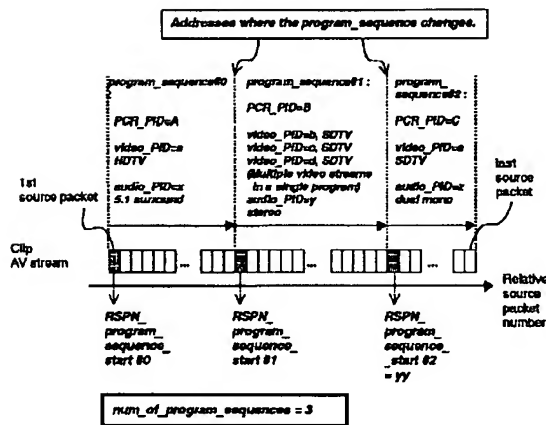 Addresses where the program_sequence changes.
program_sequence#0
PCR_PID=A
video_PID=a
HDTV
audio_PID=x
5.1 surround
program_sequence#1 :
PCR_PID=B
video_PID=b, SDTV
video_PID=c, SDTV
video_PID=d, SDTV
(Multiple video streams
in a single program)
audio_PID=y
stereo
program_
sequence#2 :
PCR_PID=C
video_PID=e
SDTV
audio_PID=z
dual mono
1st
source packet
last
source
packet
Clip
AV stream
... ... ...
Relative
source
packet
number
RSPN_
program_
sequence_
start #0
RSPN_
program_
sequence_
start #1
RSPN_
program_
sequence_
start #2
= yy
num_of_program_sequences = 3